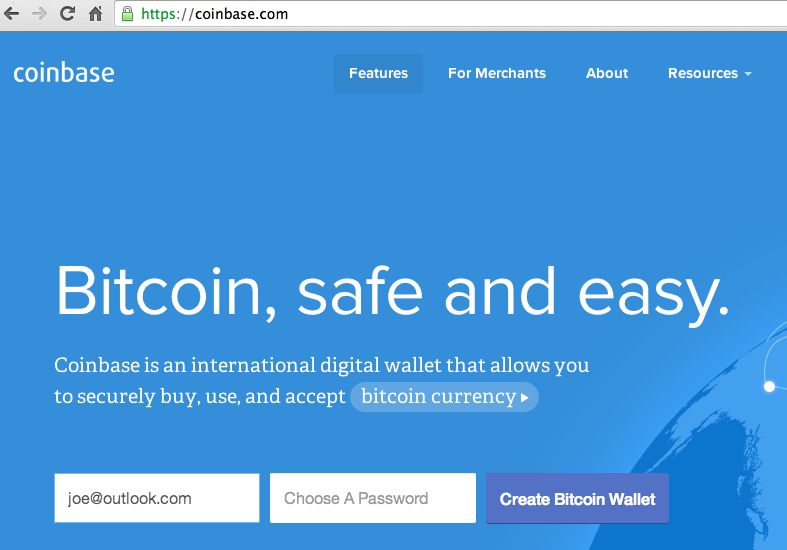 https://coinbase.com
coinbase
Features
For Merchants
About
Resources
Bitcoin, safe and easy.
Coinbase is an international digital wallet that allows you
to securely buy, use, and accept bitcoin currency
joe@outlook.com
Choose A Password
Create Bitcoin Wallet